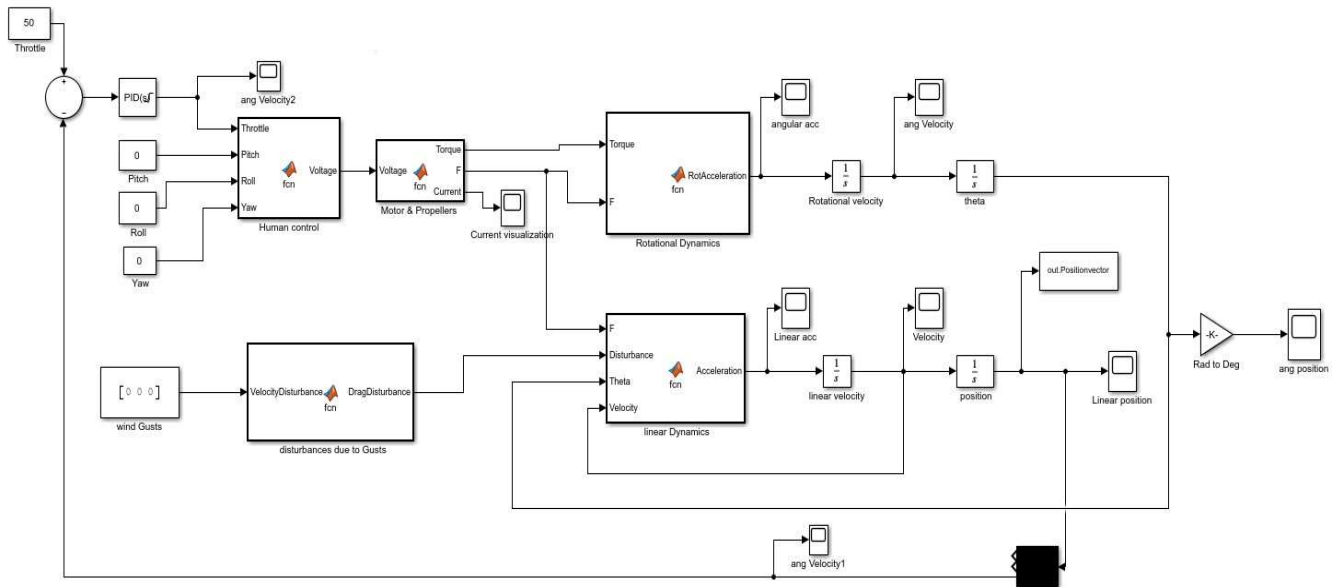 50
Throttle
+
−
PID(s)
ang Velocity2
Throttle
Pitch
Roll
Yaw
fcn
Voltage
Human control
0
Pitch
0
Roll
0
Yaw
Voltage
fcn
Torque
F
Current
Motor & Propellers
Current visualization
Torque
F
fcn
RotAcceleration
Rotational Dynamics
angular acc
1
s
Rotational velocity
ang Velocity
1
s
theta
out.Positionvector
[0 0 0]
wind Gusts
VelocityDisturbance
fcn
DragDisturbance
disturbances due to Gusts
F
Disturbance
Theta
Velocity
fcn
Acceleration
linear Dynamics
Linear acc
1
s
linear velocity
Velocity
1
s
position
Linear position
-K-
Rad to Deg
ang position
ang Velocity1